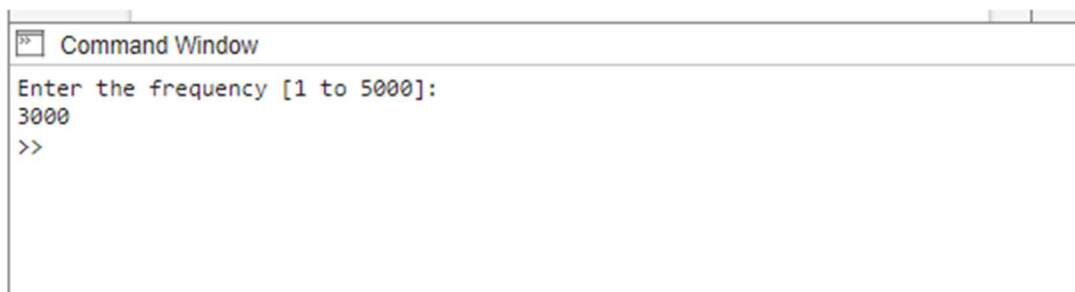 Command Window
Enter the frequency [1 to 5000]:
3000
>>